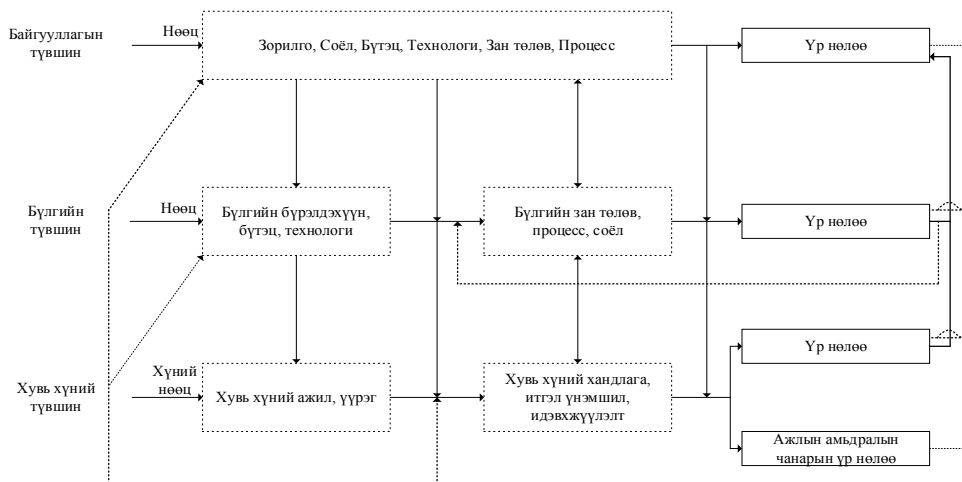 Байгууллагын
түвшин
Нөөц
Зорилго, Соёл, Бүтэц, Технологи, Зан төлөв, Процесс
Үр нөлөө
Бүлгийн
түвшин
Нөөц
Бүлгийн бүрэлдэхүүн,
бүтэц, технологи
Бүлгийн зан төлөв,
процесс, соёл
Үр нөлөө
Үр нөлөө
Хувь хүний
түвшин
Хүний
нөөц
Хувь хүний ажил, үүрэг
Хувь хүний хандлага,
итгэл үнэмшил,
идэвхжүүлэлт
Ажлын амьдралын
чанарын үр нөлөө